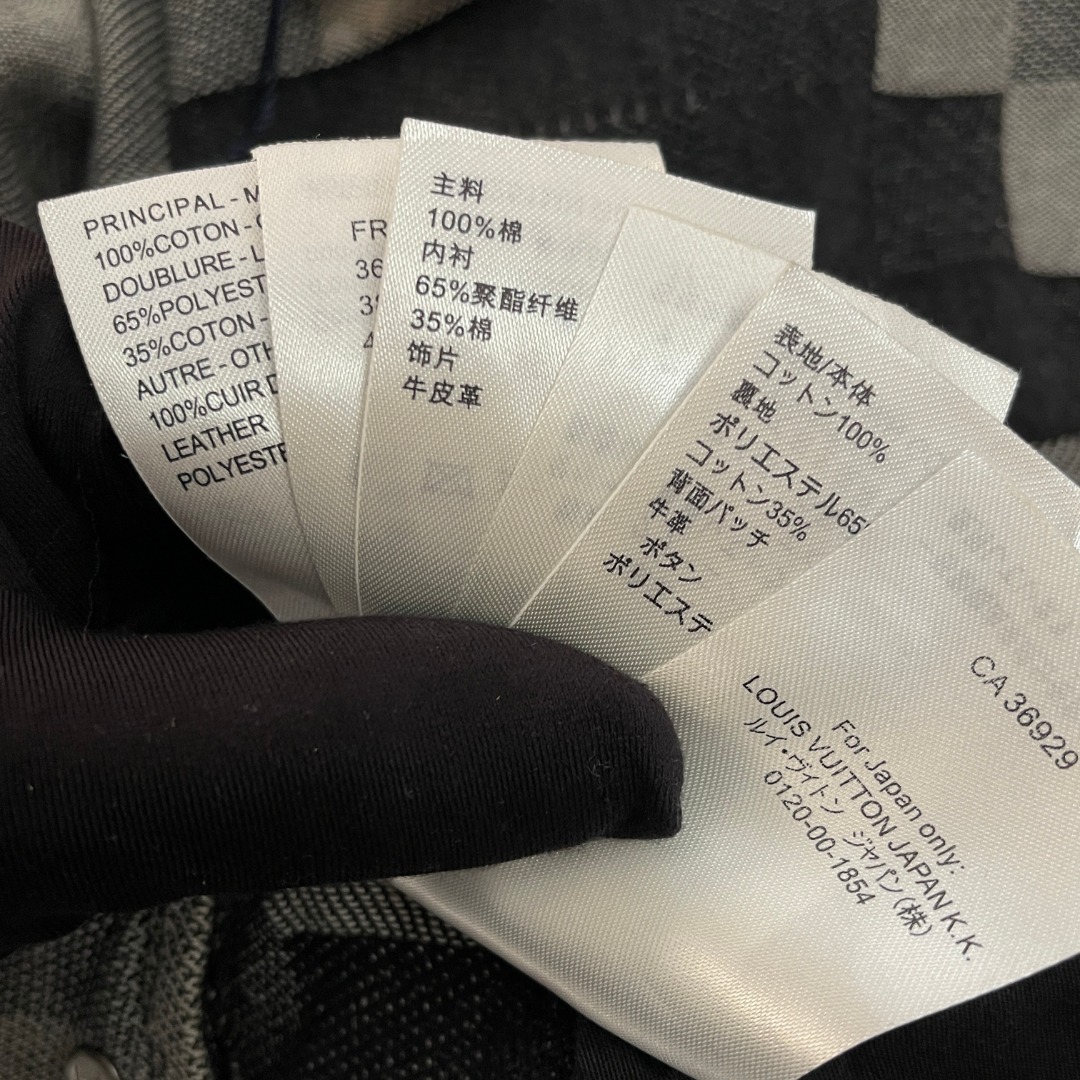 PRINCIPAL - M
100%COTON -
DOUBLURE - L
65%POLYEST
35%COTON -
AUTRE - OTH
100%CUIR D
LEATHER
POLYESTE
FR
36
38
4
主料
100%棉
内衬
65%聚酯纤维
35%棉
饰片
牛皮革
表地/本体
コットン100%
裏地
ポリエステル65
コットン35%
背面パッチ
牛革
ボタン
ポリエステ
CA 36929
For Japan only:
LOUIS VUITTON JAPAN K.K.
ルイ・ヴィトン ジャパン(株)
0120-00-1854